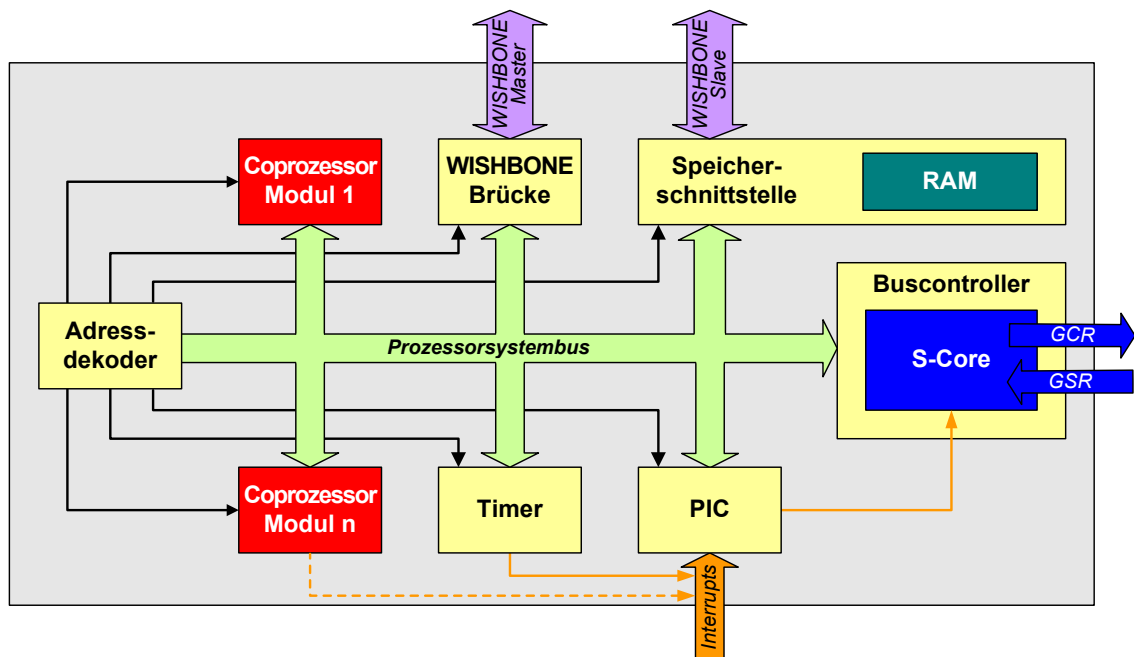 WISHBONE
Master
WISHBONE
Slave
Coprozessor
Modul 1
WISHBONE
Brücke
Speicher-
schnittstelle
RAM
Buscontroller
Adress-
dekoder
Prozessorsystembus
S-Core
GCR
GSR
Coprozessor
Modul n
Timer
PIC
Interrupts